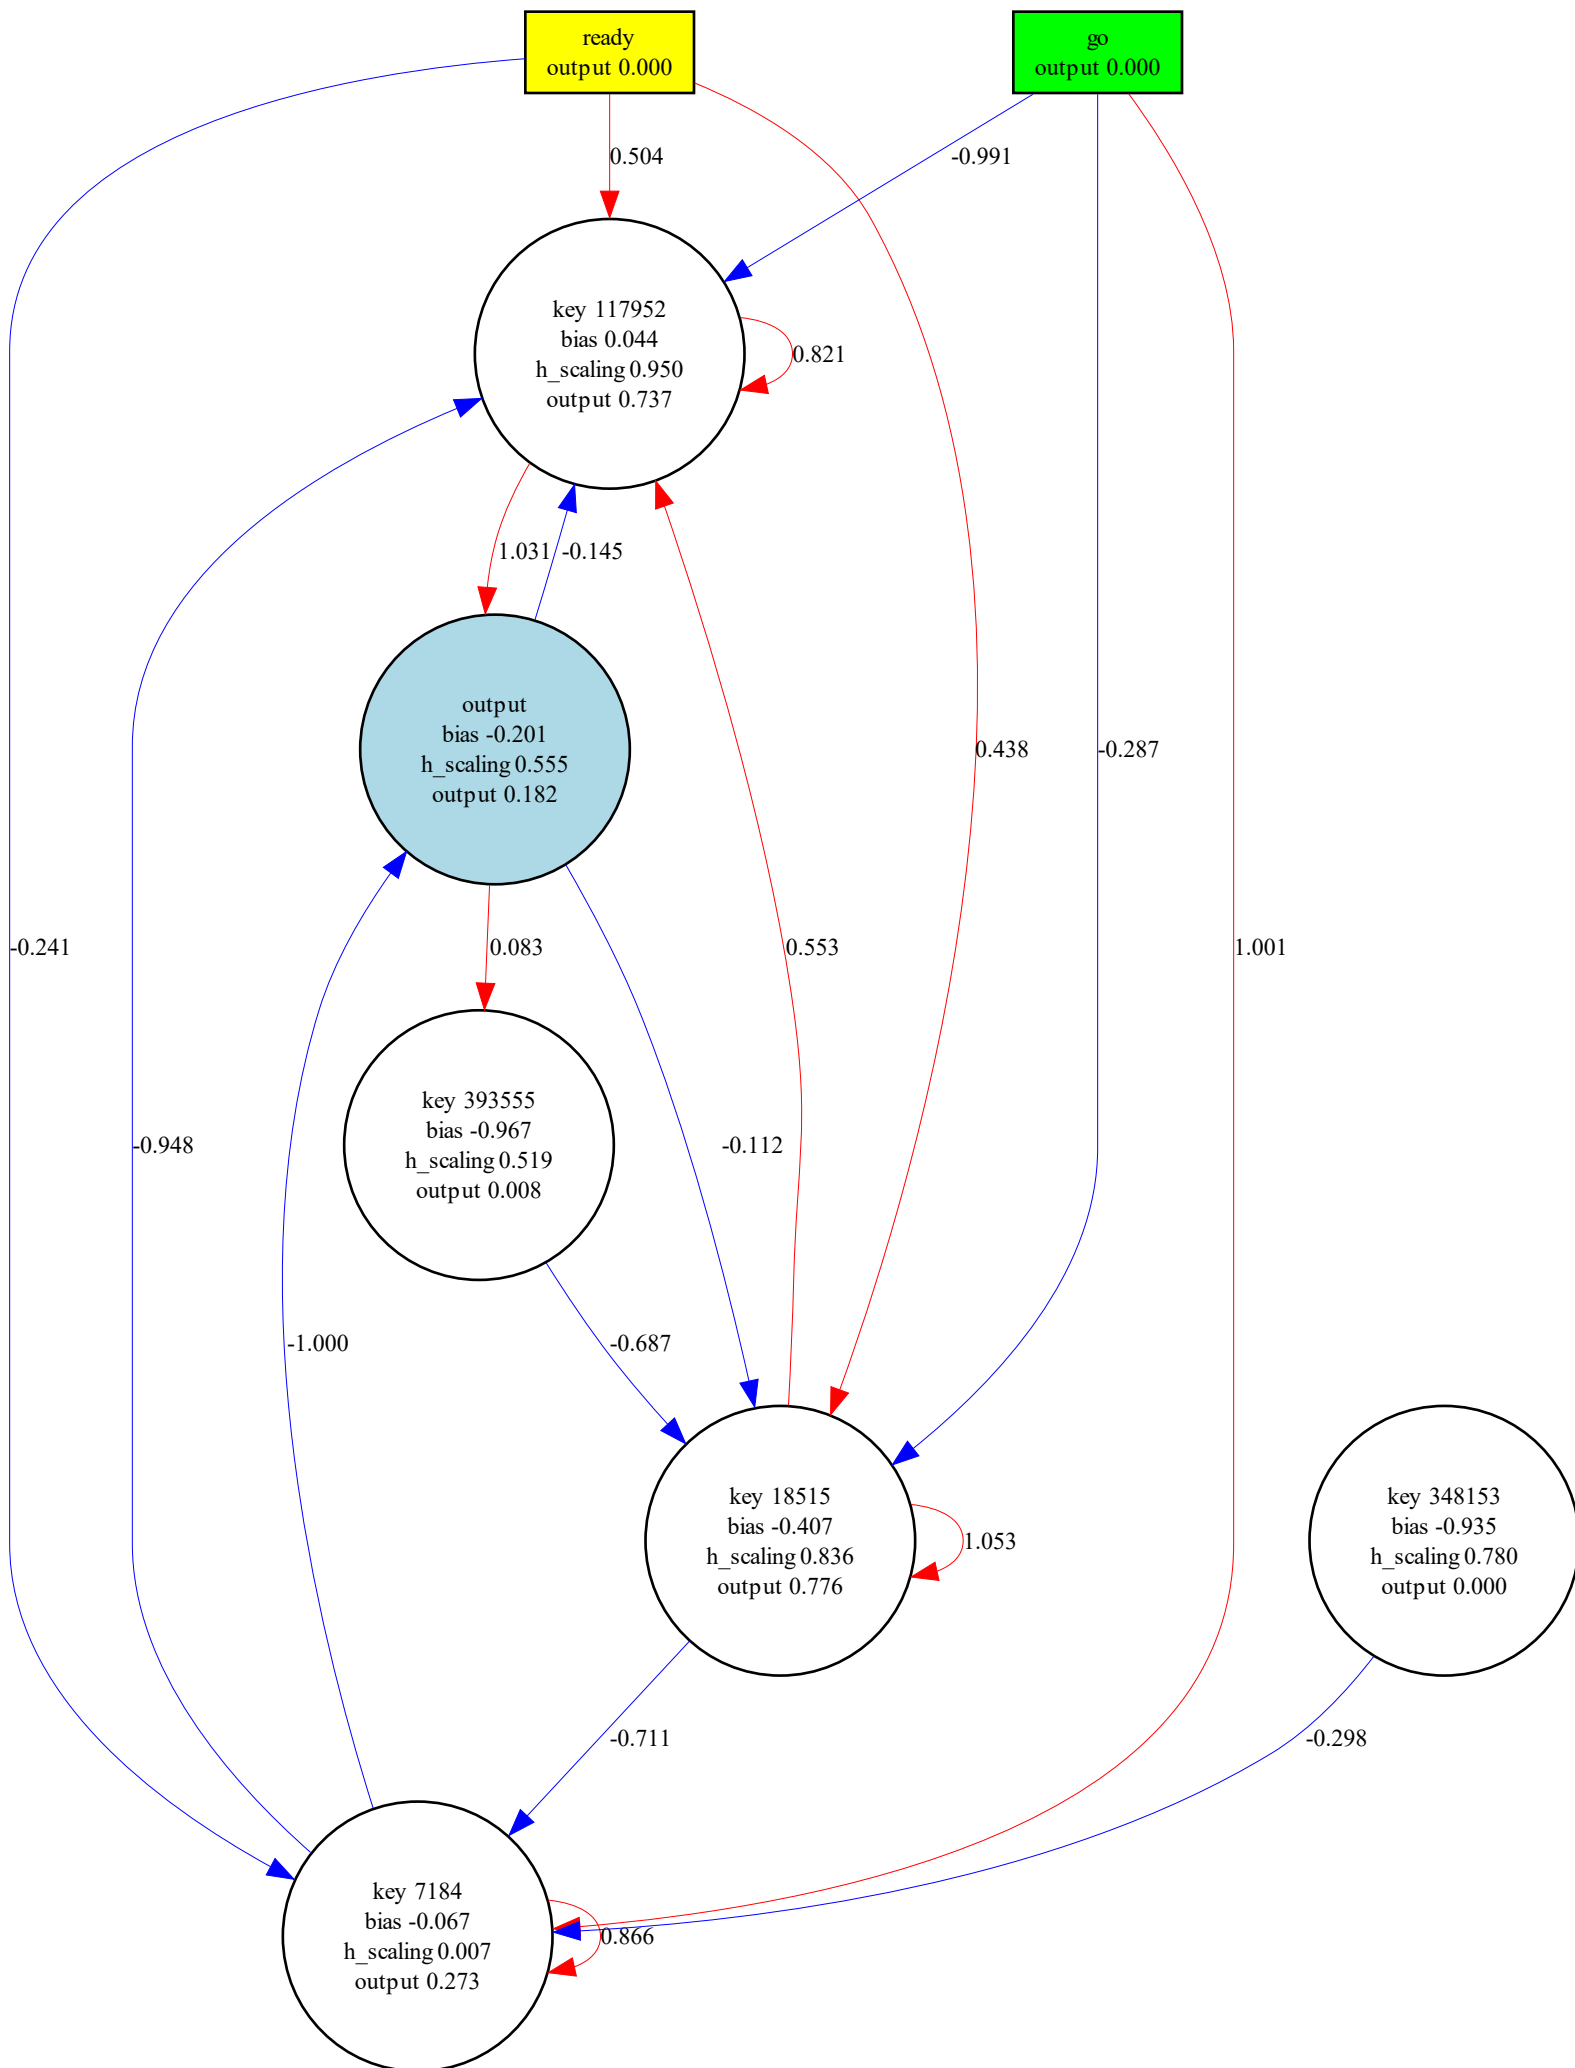 ready
output 0.000
go
output 0.000
0.504
-0.991
key 117952
bias 0.044
h_scaling 0.950
output 0.737
0.821
1.031
-0.145
output
bias -0.201
h_scaling 0.555
output 0.182
0.438
-0.287
-0.241
0.083
0.553
1.001
key 393555
bias -0.967
h_scaling 0.519
output 0.008
-0.948
-0.112
-1.000
-0.687
key 18515
bias -0.407
h_scaling 0.836
output 0.776
1.053
key 348153
bias -0.935
h_scaling 0.780
output 0.000
-0.711
-0.298
key 7184
bias -0.067
h_scaling 0.007
output 0.273
0.866